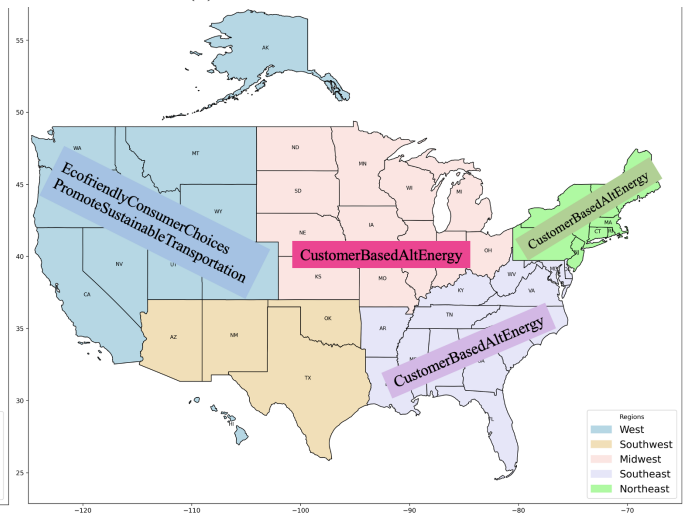 55
50
45
40
35
30
25
−120
−110
−100
−90
−80
−70
AK
WA
MT
ND
MN
SD
WI
MI
WY
IA
NE
MA
CT
OH
NV
UT
KS
MO
WV
VA
KY
CA
TN
OK
AR
AZ
NM
TX
HI
EcofriendlyConsumerChoices
PromoteSustainableTransportation
CustomerBasedAltEnergy
CustomerBasedAltEnergy
CustomerBasedAltEnergy
Regions
West
Southwest
Midwest
Southeast
Northeast